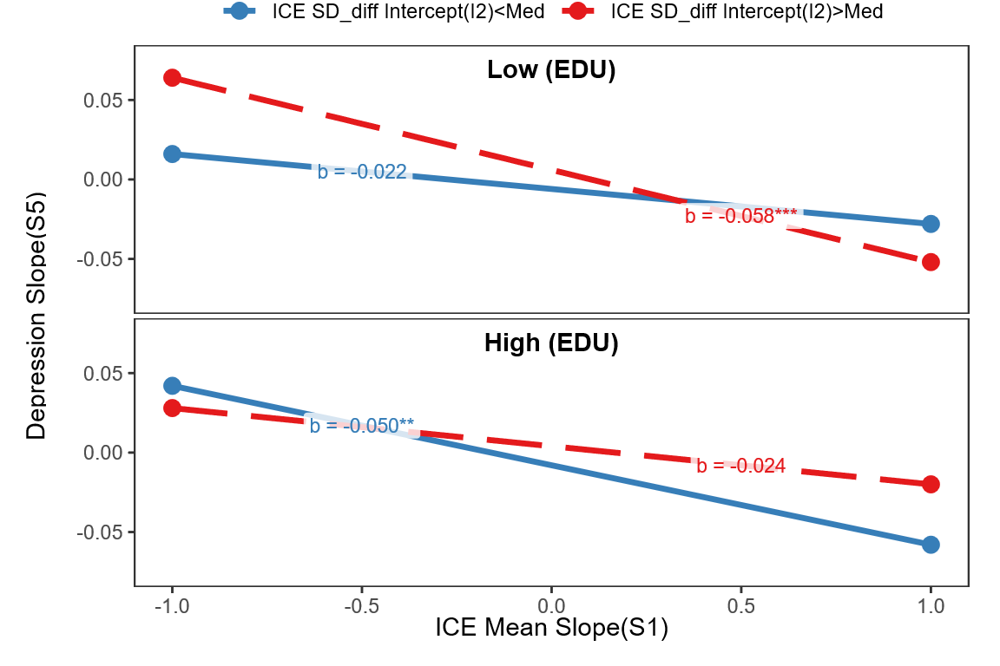 ICE SD_diff Intercept(I2)<Med ICE SD_diff Intercept(I2)>Med
Low (EDU)
0.05
0.00
-0.05
b = -0.022
b = -0.058***
Depression Slope(S5)
High (EDU)
0.05
0.00
-0.05
b = -0.050**
b = -0.024
-1.0 -0.5 0.0 0.5 1.0
ICE Mean Slope(S1)